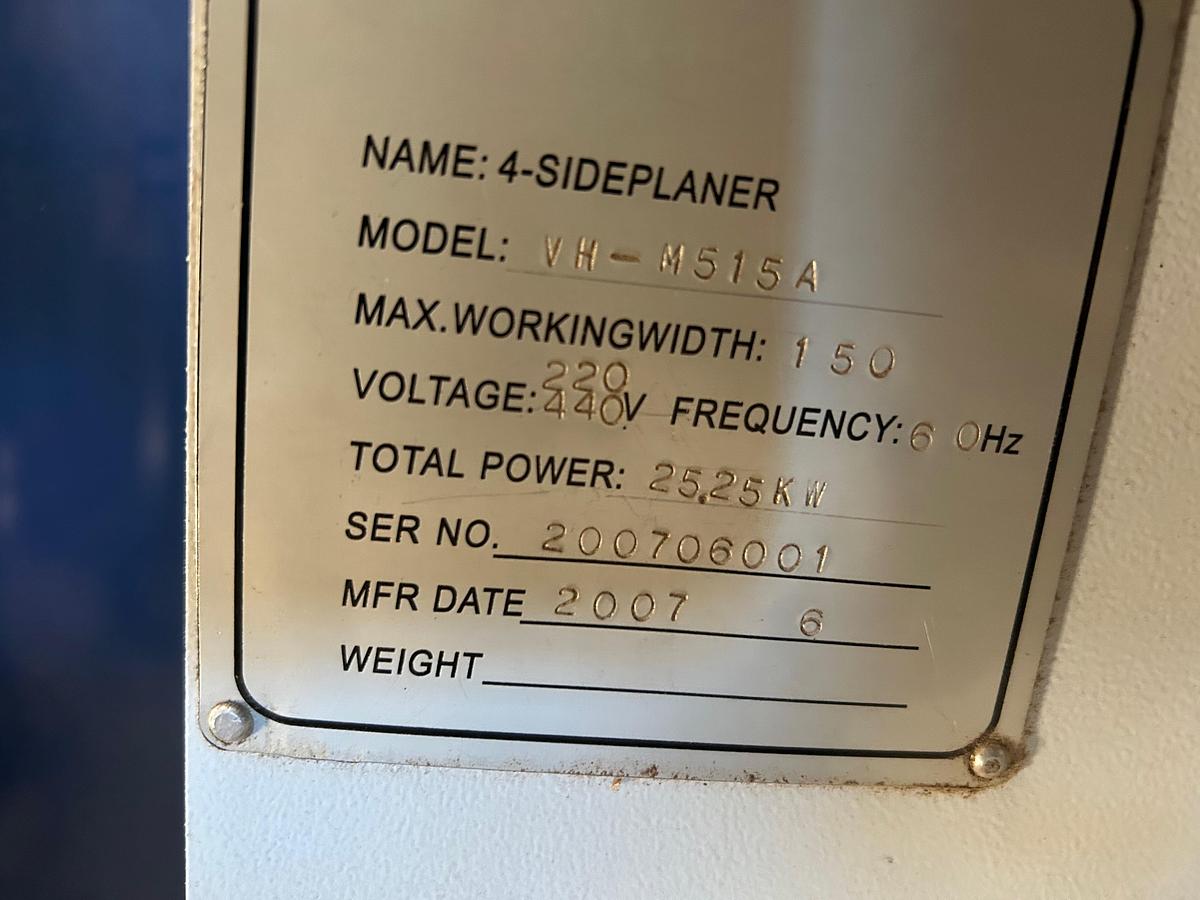 NAME: 4-SIDEPLANER
MODEL: VH-M515A
MAX.WORKINGWIDTH: 150
220
VOLTAGE: 440V FREQUENCY: 60Hz
TOTAL POWER: 25.25KW
SER NO. 200706001
MFR DATE 2007 6
WEIGHT